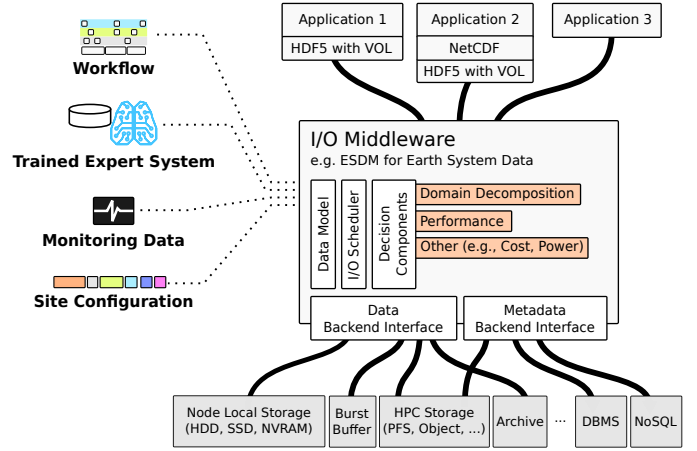 Application 1
HDF5 with VOL
Application 2
NetCDF
HDF5 with VOL
Application 3
Workflow
Trained Expert System
Monitoring Data
Site Configuration
I/O Middleware
e.g. ESDM for Earth System Data
Data Model
I/O Scheduler
Decision
Components
Domain Decomposition
Performance
Other (e.g., Cost, Power)
Data
Backend Interface
Metadata
Backend Interface
Node Local Storage
(HDD, SSD, NVRAM)
Burst
Buffer
HPC Storage
(PFS, Object, ...)
Archive
...
DBMS
NoSQL